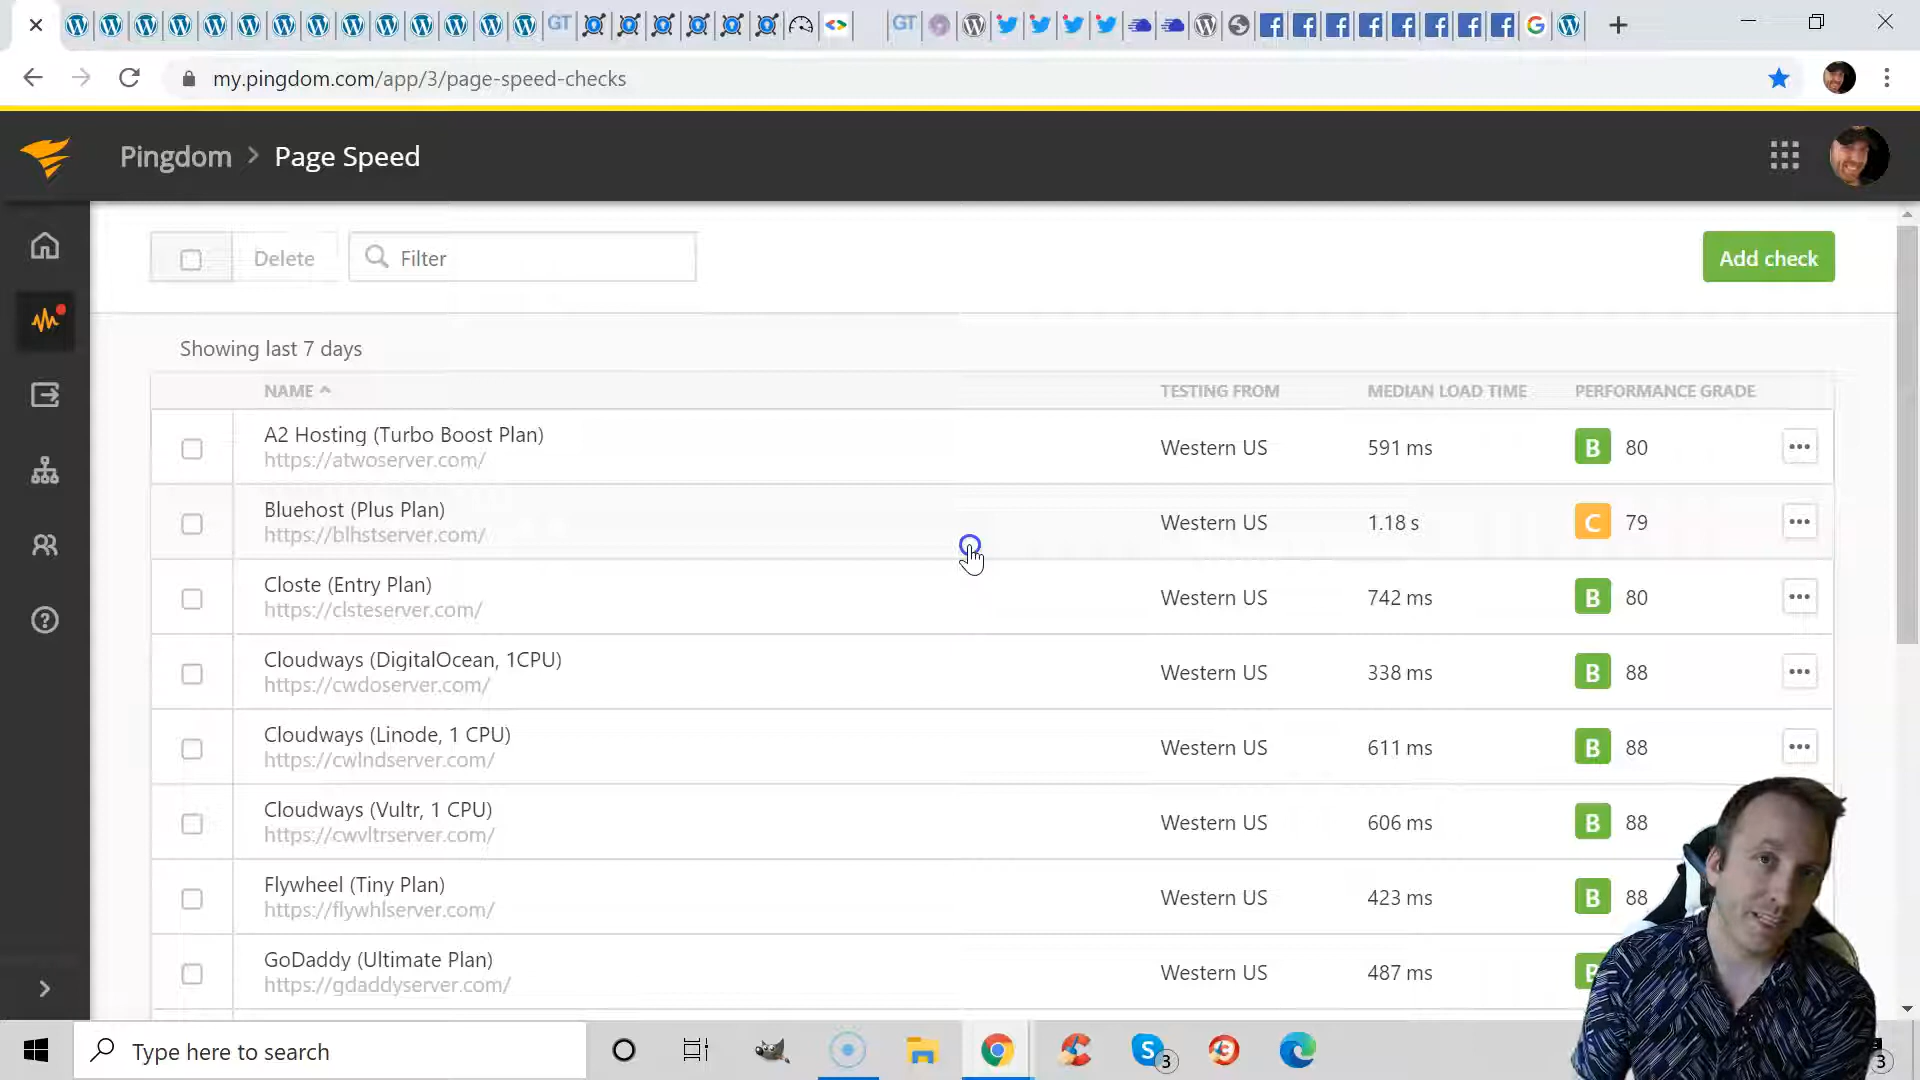 GT
GT
my.pingdom.com/app/3/page-speed-checks
Pingdom > Page Speed
Delete
Filter
Add check
Showing last 7 days
NAME TESTING FROM MEDIAN LOAD TIME PERFORMANCE GRADE
A2 Hosting (Turbo Boost Plan)
https://atwoserver.com/
Western US 591 ms B 80
Bluehost (Plus Plan)
https://blhstserver.com/
Western US 1.18 s C 79
Closte (Entry Plan)
https://clsteserver.com/
Western US 742 ms B 80
Cloudways (DigitalOcean, 1CPU)
https://cwdoserver.com/
Western US 338 ms B 88
Cloudways (Linode, 1 CPU)
https://cwlndserver.com/
Western US 611 ms B 88
Cloudways (Vultr, 1 CPU)
https://cwvltrserver.com/
Western US 606 ms B 88
Flywheel (Tiny Plan)
https://flywhlserver.com/
Western US 423 ms B 88
GoDaddy (Ultimate Plan)
https://gdaddyserver.com/
Western US 487 ms B
Type here to search
3
3